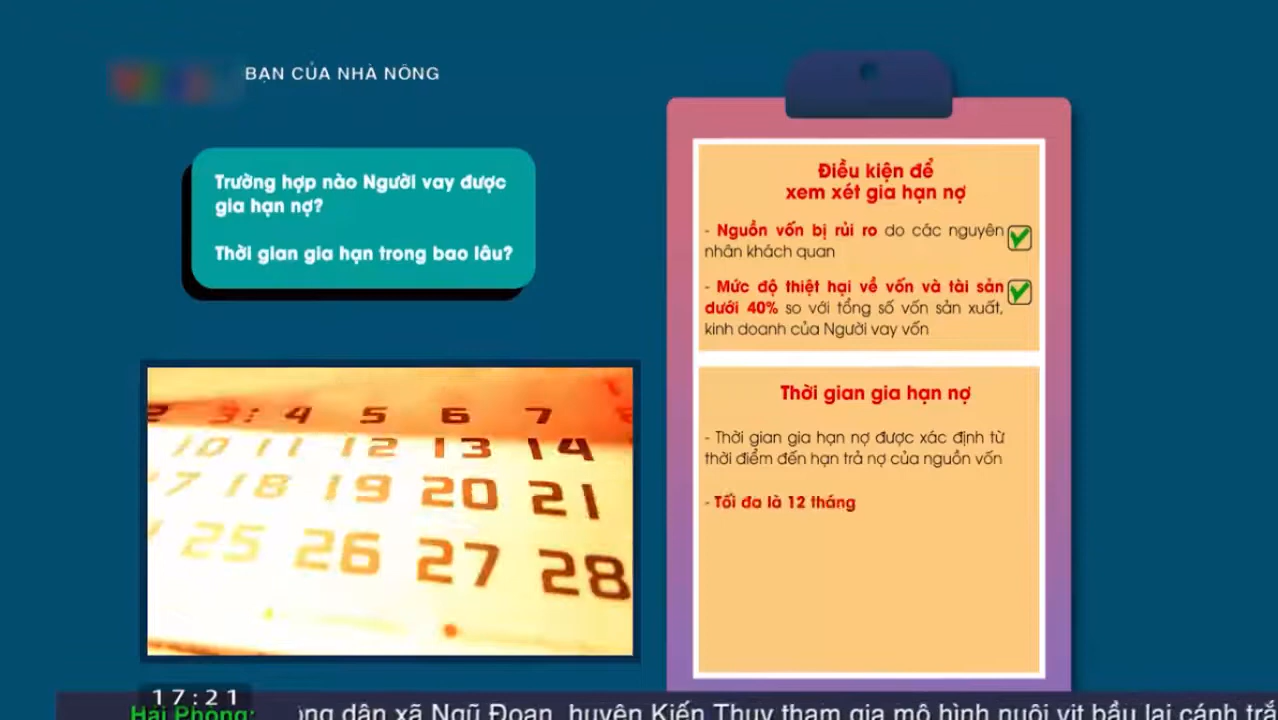 BẠN CỦA NHÀ NÔNG
Trường hợp nào Người vay được
gia hạn nợ?
Thời gian gia hạn trong bao lâu?
Điều kiện để
xem xét gia hạn nợ
- Nguồn vốn bị rủi ro do các nguyên
nhân khách quan
- Mức độ thiệt hại về vốn và tài sản
dưới 40% so với tổng số vốn sản xuất,
kinh doanh của Người vay vốn
Thời gian gia hạn nợ
- Thời gian gia hạn nợ được xác định từ
thời điểm đến hạn trả nợ của nguồn vốn
- Tối đa là 12 tháng
3 4 5 6 7
10 11 12 13 14
18 19 20 21
25 26 27 28
17:21
Hải Phòng: dân xã Ngũ Đoan, huyện Kiến Thụy tham gia mô hình nuôi vịt bầu lai cánh